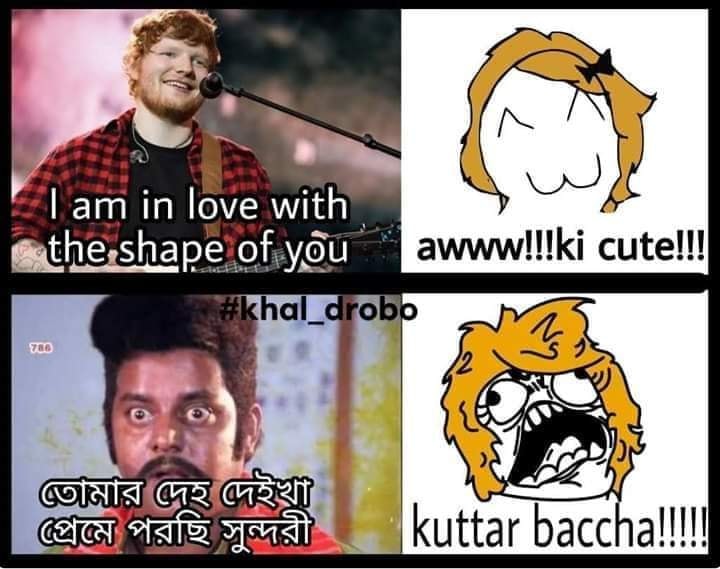 I am in love with
the shape of you
awww!!!ki cute!!!
#khal_drobo
786
তোমার দেহ দেইখা
প্রেমে পরছি সুন্দরী
kuttar baccha!!!!!